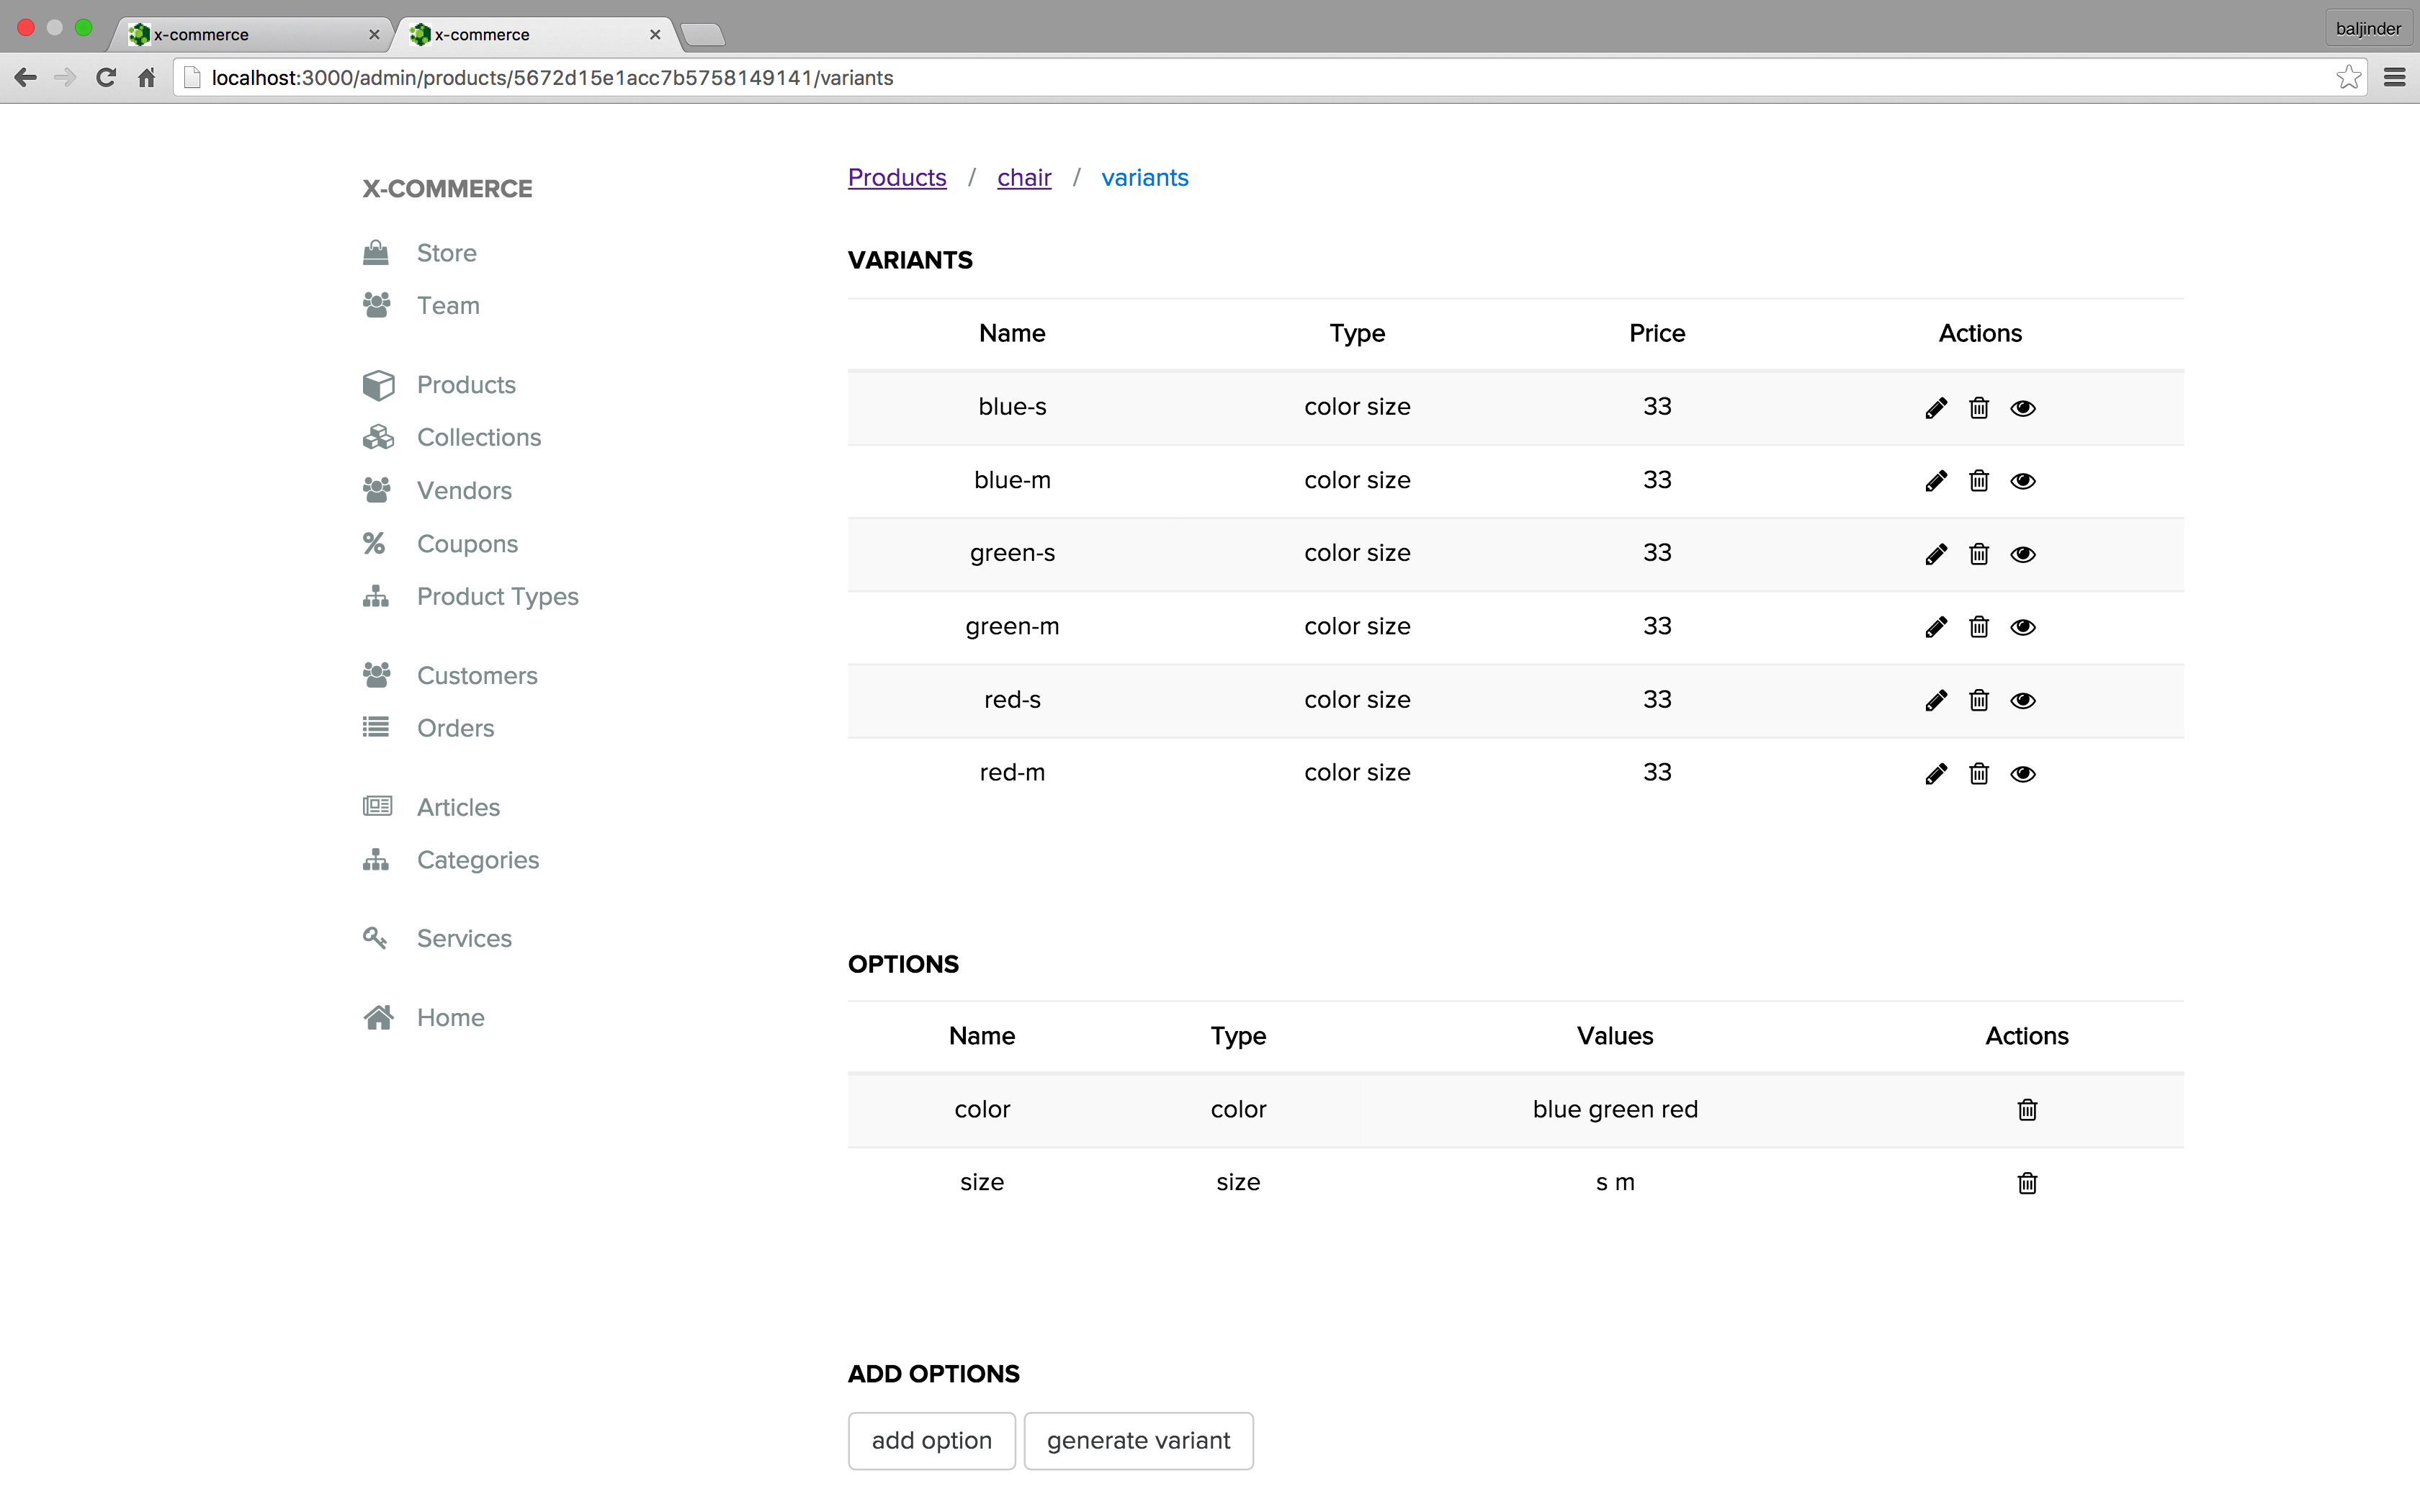 x-commerce x-commerce baljinder
localhost:3000/admin/products/5672d15e1acc7b5758149141/variants
X-COMMERCE
Store
Team
Products
Collections
Vendors
Coupons
Product Types
Customers
Orders
Articles
Categories
Services
Home
Products / chair / variants
VARIANTS
Name Type Price Actions
blue-s color size 33
blue-m color size 33
green-s color size 33
green-m color size 33
red-s color size 33
red-m color size 33
OPTIONS
Name Type Values Actions
color color blue green red
size size s m
ADD OPTIONS
add option generate variant